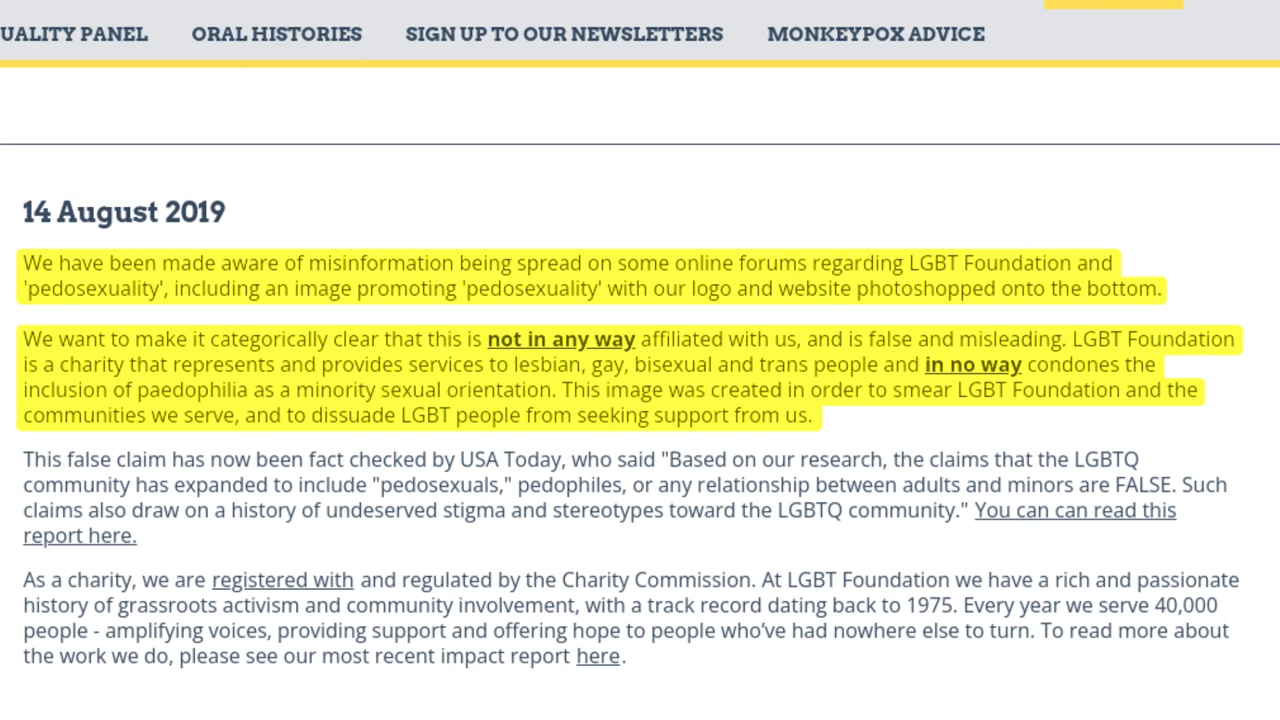 UALITY PANEL ORAL HISTORIES SIGN UP TO OUR NEWSLETTERS MONKEYPOX ADVICE
14 August 2019
We have been made aware of misinformation being spread on some online forums regarding LGBT Foundation and
'pedosexuality', including an image promoting 'pedosexuality' with our logo and website photoshopped onto the bottom.
We want to make it categorically clear that this is not in any way affiliated with us, and is false and misleading. LGBT Foundation
is a charity that represents and provides services to lesbian, gay, bisexual and trans people and in no way condones the
inclusion of paedophilia as a minority sexual orientation. This image was created in order to smear LGBT Foundation and the
communities we serve, and to dissuade LGBT people from seeking support from us.
This false claim has now been fact checked by USA Today, who said "Based on our research, the claims that the LGBTQ
community has expanded to include "pedosexuals," pedophiles, or any relationship between adults and minors are FALSE. Such
claims also draw on a history of undeserved stigma and stereotypes toward the LGBTQ community." You can can read this
report here.
As a charity, we are registered with and regulated by the Charity Commission. At LGBT Foundation we have a rich and passionate
history of grassroots activism and community involvement, with a track record dating back to 1975. Every year we serve 40,000
people - amplifying voices, providing support and offering hope to people who’ve had nowhere else to turn. To read more about
the work we do, please see our most recent impact report here.